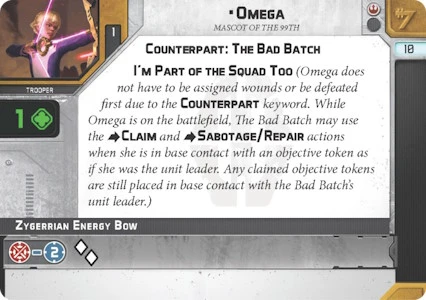 •Omega
MASCOT OF THE 99TH
1
10
TROOPER
1
Counterpart: The Bad Batch
I'm Part of the Squad Too (Omega does
not have to be assigned wounds or be defeated
first due to the Counterpart keyword. While
Omega is on the battlefield, The Bad Batch may use
the Claim and Sabotage/Repair actions
when she is in base contact with an objective token as
if she was the unit leader. Any claimed objective tokens
are still placed in base contact with the Bad Batch's
unit leader.)
Zygerrian Energy Bow
-2